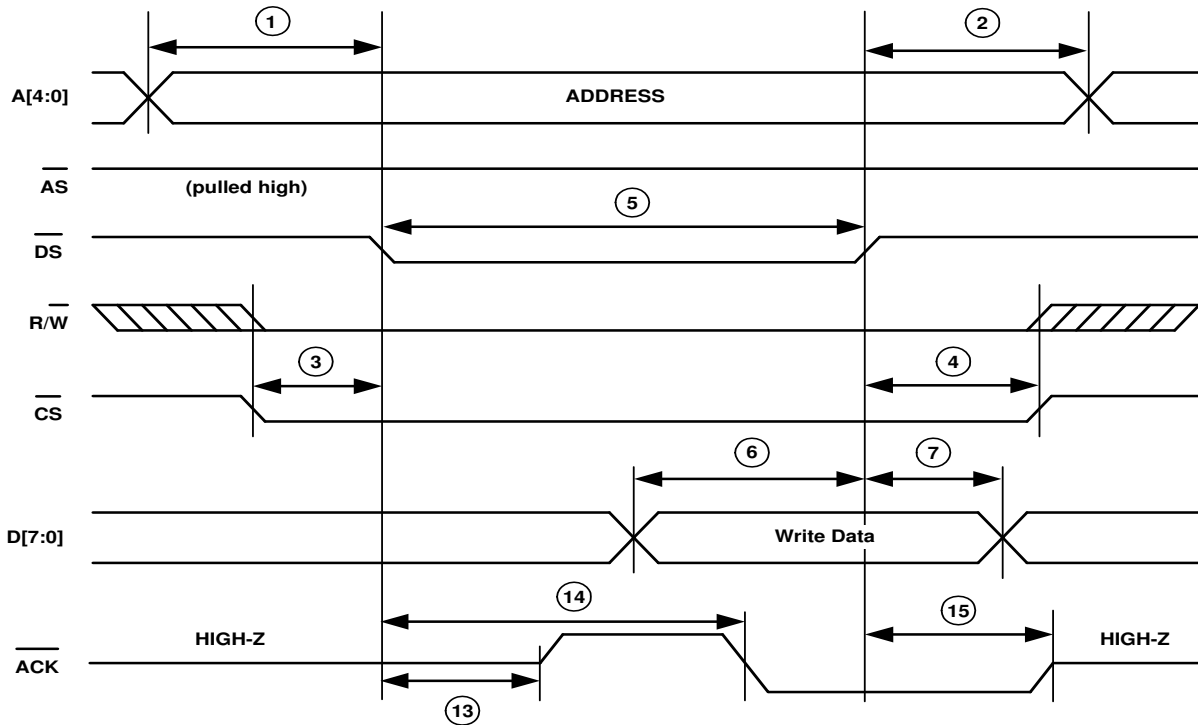 1
2
A[4:0]
ADDRESS
AS
(pulled high)
5
DS
R/W
3
4
CS
6
7
D[7:0]
Write Data
14
15
HIGH-Z
HIGH-Z
ACK
13